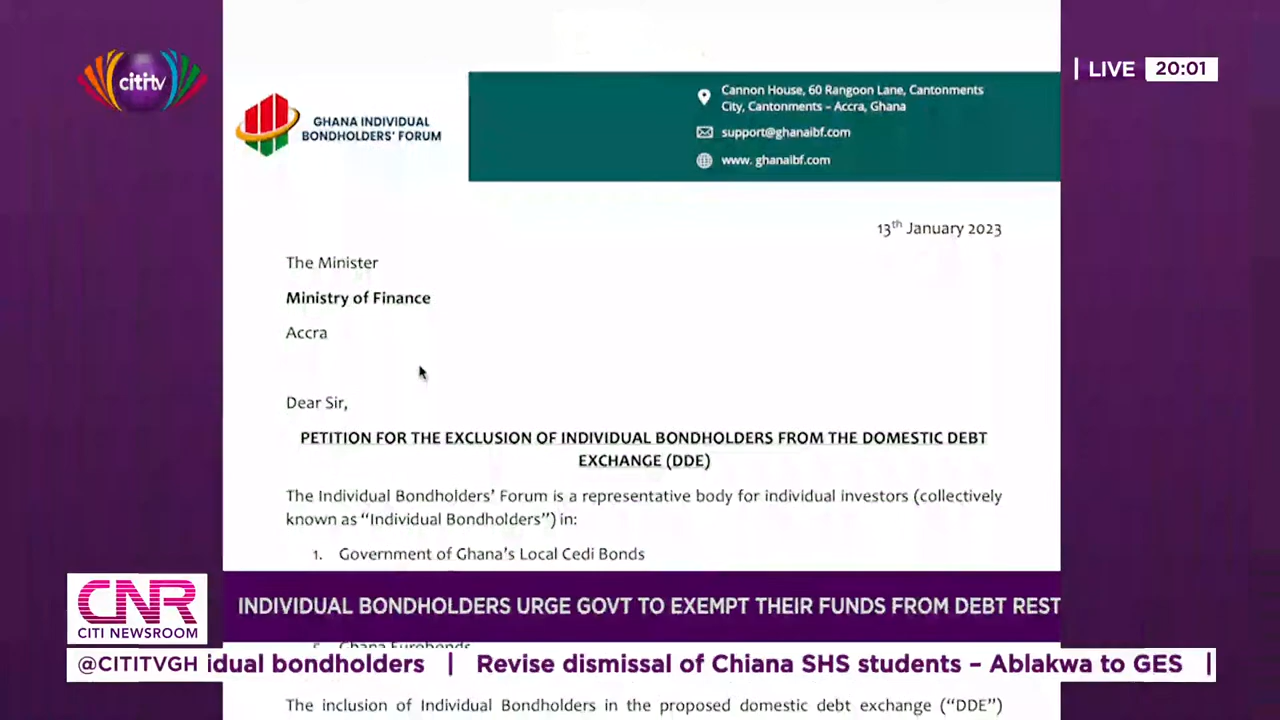 cititv
LIVE 20:01
GHANA INDIVIDUAL
BONDHOLDERS' FORUM
Cannon House, 60 Rangoon Lane, Cantonments
City, Cantonments – Accra, Ghana
support@ghanaibf.com
www. ghanaibf.com
13th January 2023
The Minister
Ministry of Finance
Accra
Dear Sir,
PETITION FOR THE EXCLUSION OF INDIVIDUAL BONDHOLDERS FROM THE DOMESTIC DEBT
EXCHANGE (DDE)
The Individual Bondholders' Forum is a representative body for individual investors (collectively
known as “Individual Bondholders”) in:
1. Government of Ghana's Local Cedi Bonds
CNR
CITI NEWSROOM
INDIVIDUAL BONDHOLDERS URGE GOVT TO EXEMPT THEIR FUNDS FROM DEBT REST
5. Ghana Eurobonds
@CITITVGH idual bondholders | Revise dismissal of Chiana SHS students – Ablakwa to GES |
The inclusion of Individual Bondholders in the proposed domestic debt exchange (“DDE”)